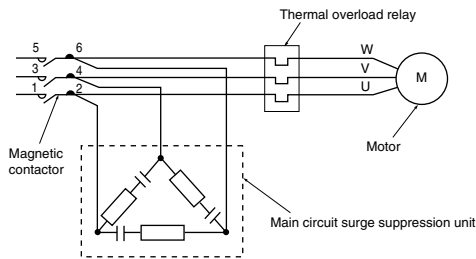 Thermal overload relay
5 6 W
3 4 V M
1 2 U
Magnetic
contactor
Motor
Main circuit surge suppression unit